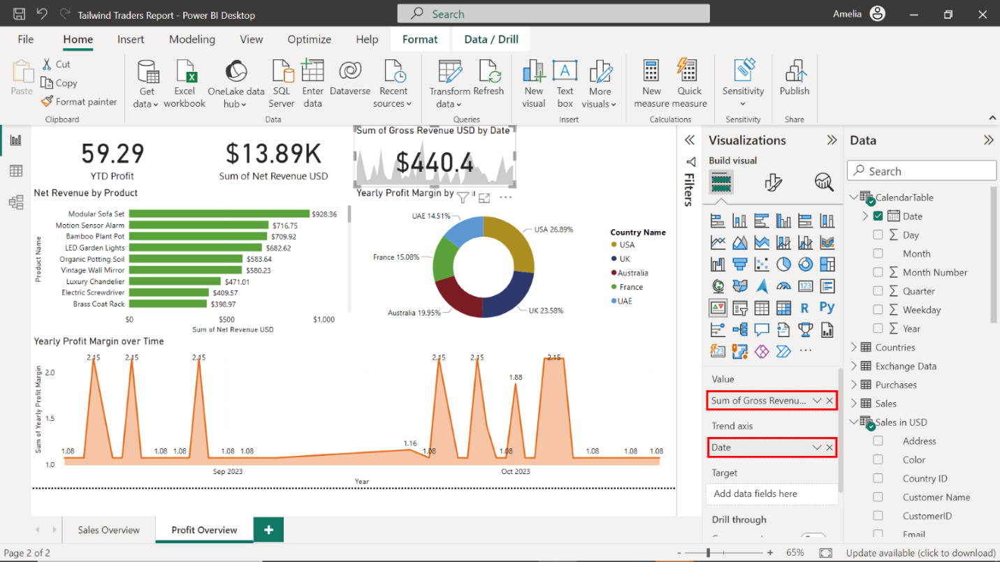 Tailwind Traders Report - Power BI Desktop
Search
Amelia
File Home Insert Modeling View Optimize Help Format Data / Drill
Paste
Cut
Copy
Format painter
Clipboard
Get data
Excel workbook
OneLake data hub
SQL Server
Enter data
Dataverse
Recent sources
Data
Transform data
Refresh
Queries
New visual
Text box
More visuals
Insert
New measure
Quick measure
Calculations
Sensitivity
Sensitivity
Publish
Share
59.29
YTD Profit
$13.89K
Sum of Net Revenue USD
Sum of Gross Revenue USD by Date
$440.4
Net Revenue by Product
Product Name
Modular Sofa Set $928.36
Motion Sensor Alarm $716.75
Bamboo Plant Pot $709.92
LED Garden Lights $682.62
Organic Potting Soil $583.64
Vintage Wall Mirror $580.23
Luxury Chandelier $471.01
Electric Screwdriver $409.57
Brass Coat Rack $398.97
$0 $500 $1.000
Sum of Net Revenue USD
Yearly Profit Margin by
UAE 14.51%
USA 26.89%
France 15.08%
Australia 19.95%
UK 23.58%
Country Name
USA
UK
Australia
France
UAE
Yearly Profit Margin over Time
Sum of Yearly Profit Margin
2.0
1.5
1.0
2.15 2.15 2.15 2.15 2.15 2.15
1.88
1.08 1.08 1.08 1.08 1.08 1.16 1.08 1.08 1.08 1.08 1.08
Sep 2023 Oct 2023
Year
Filters
Visualizations
Build visual
R
Py
123
123
Value
Sum of Gross Revenu...
Trend axis
Date
Target
Add data fields here
Drill through
Data
Search
CalendarTable
Date
Day
Month
Month Number
Quarter
Weekday
Year
Countries
Exchange Data
Purchases
Sales
Sales in USD
Address
Color
Country ID
Customer Name
CustomerID
Email
Sales Overview
Profit Overview
+
Page 2 of 2
- + 65%
Update available (click to download)